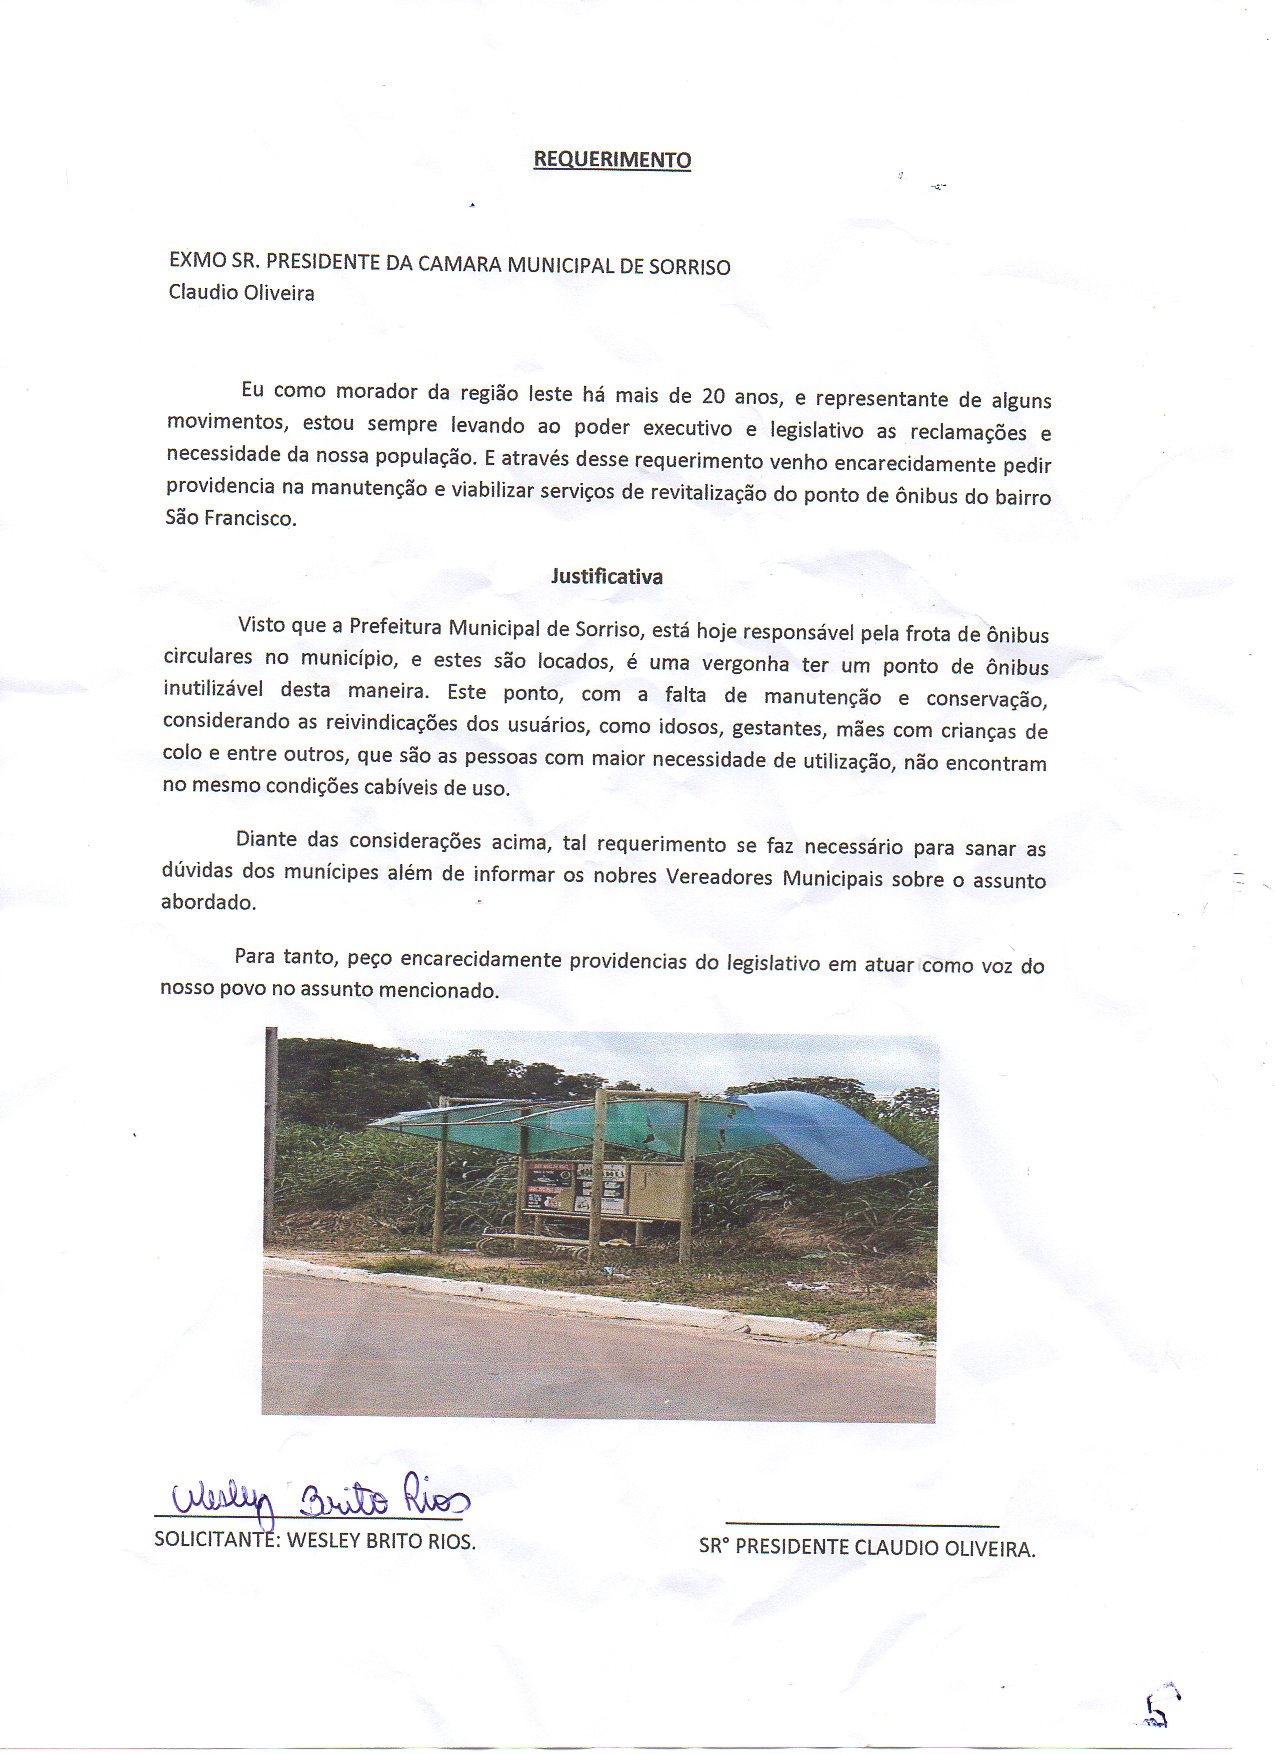 REQUERIMENTO
EXMO SR. PRESIDENTE DA CAMARA MUNICIPAL DE SORRISO
Claudio Oliveira
Eu como morador da região leste há mais de 20 anos, e representante de alguns
movimentos, estou sempre levando ao poder executivo e legislativo as reclamações e
necessidade da nossa população. E através desse requerimento venho encarecidamente pedir
providencia na manutenção e viabilizar serviços de revitalização do ponto de ônibus do bairro
São Francisco.
Justificativa
Visto que a Prefeitura Municipal de Sorriso, está hoje responsável pela frota de ônibus
circulares no município, e estes são locados, é uma vergonha ter um ponto de ônibus
inutilizável desta maneira. Este ponto, com a falta de manutenção e conservação,
considerando as reivindicações dos usuários, como idosos, gestantes, mães com crianças de
colo e entre outros, que são as pessoas com maior necessidade de utilização, não encontram
no mesmo condições cabíveis de uso.
Diante das considerações acima, tal requerimento se faz necessário para sanar as
dúvidas dos munícipes além de informar os nobres Vereadores Municipais sobre o assunto
abordado.
Para tanto, peço encarecidamente providencias do legislativo em atuar como voz do
nosso povo no assunto mencionado.
Wesley Brito Rios
SOLICITANTE: WESLEY BRITO RIOS.
SR° PRESIDENTE CLAUDIO OLIVEIRA.
5